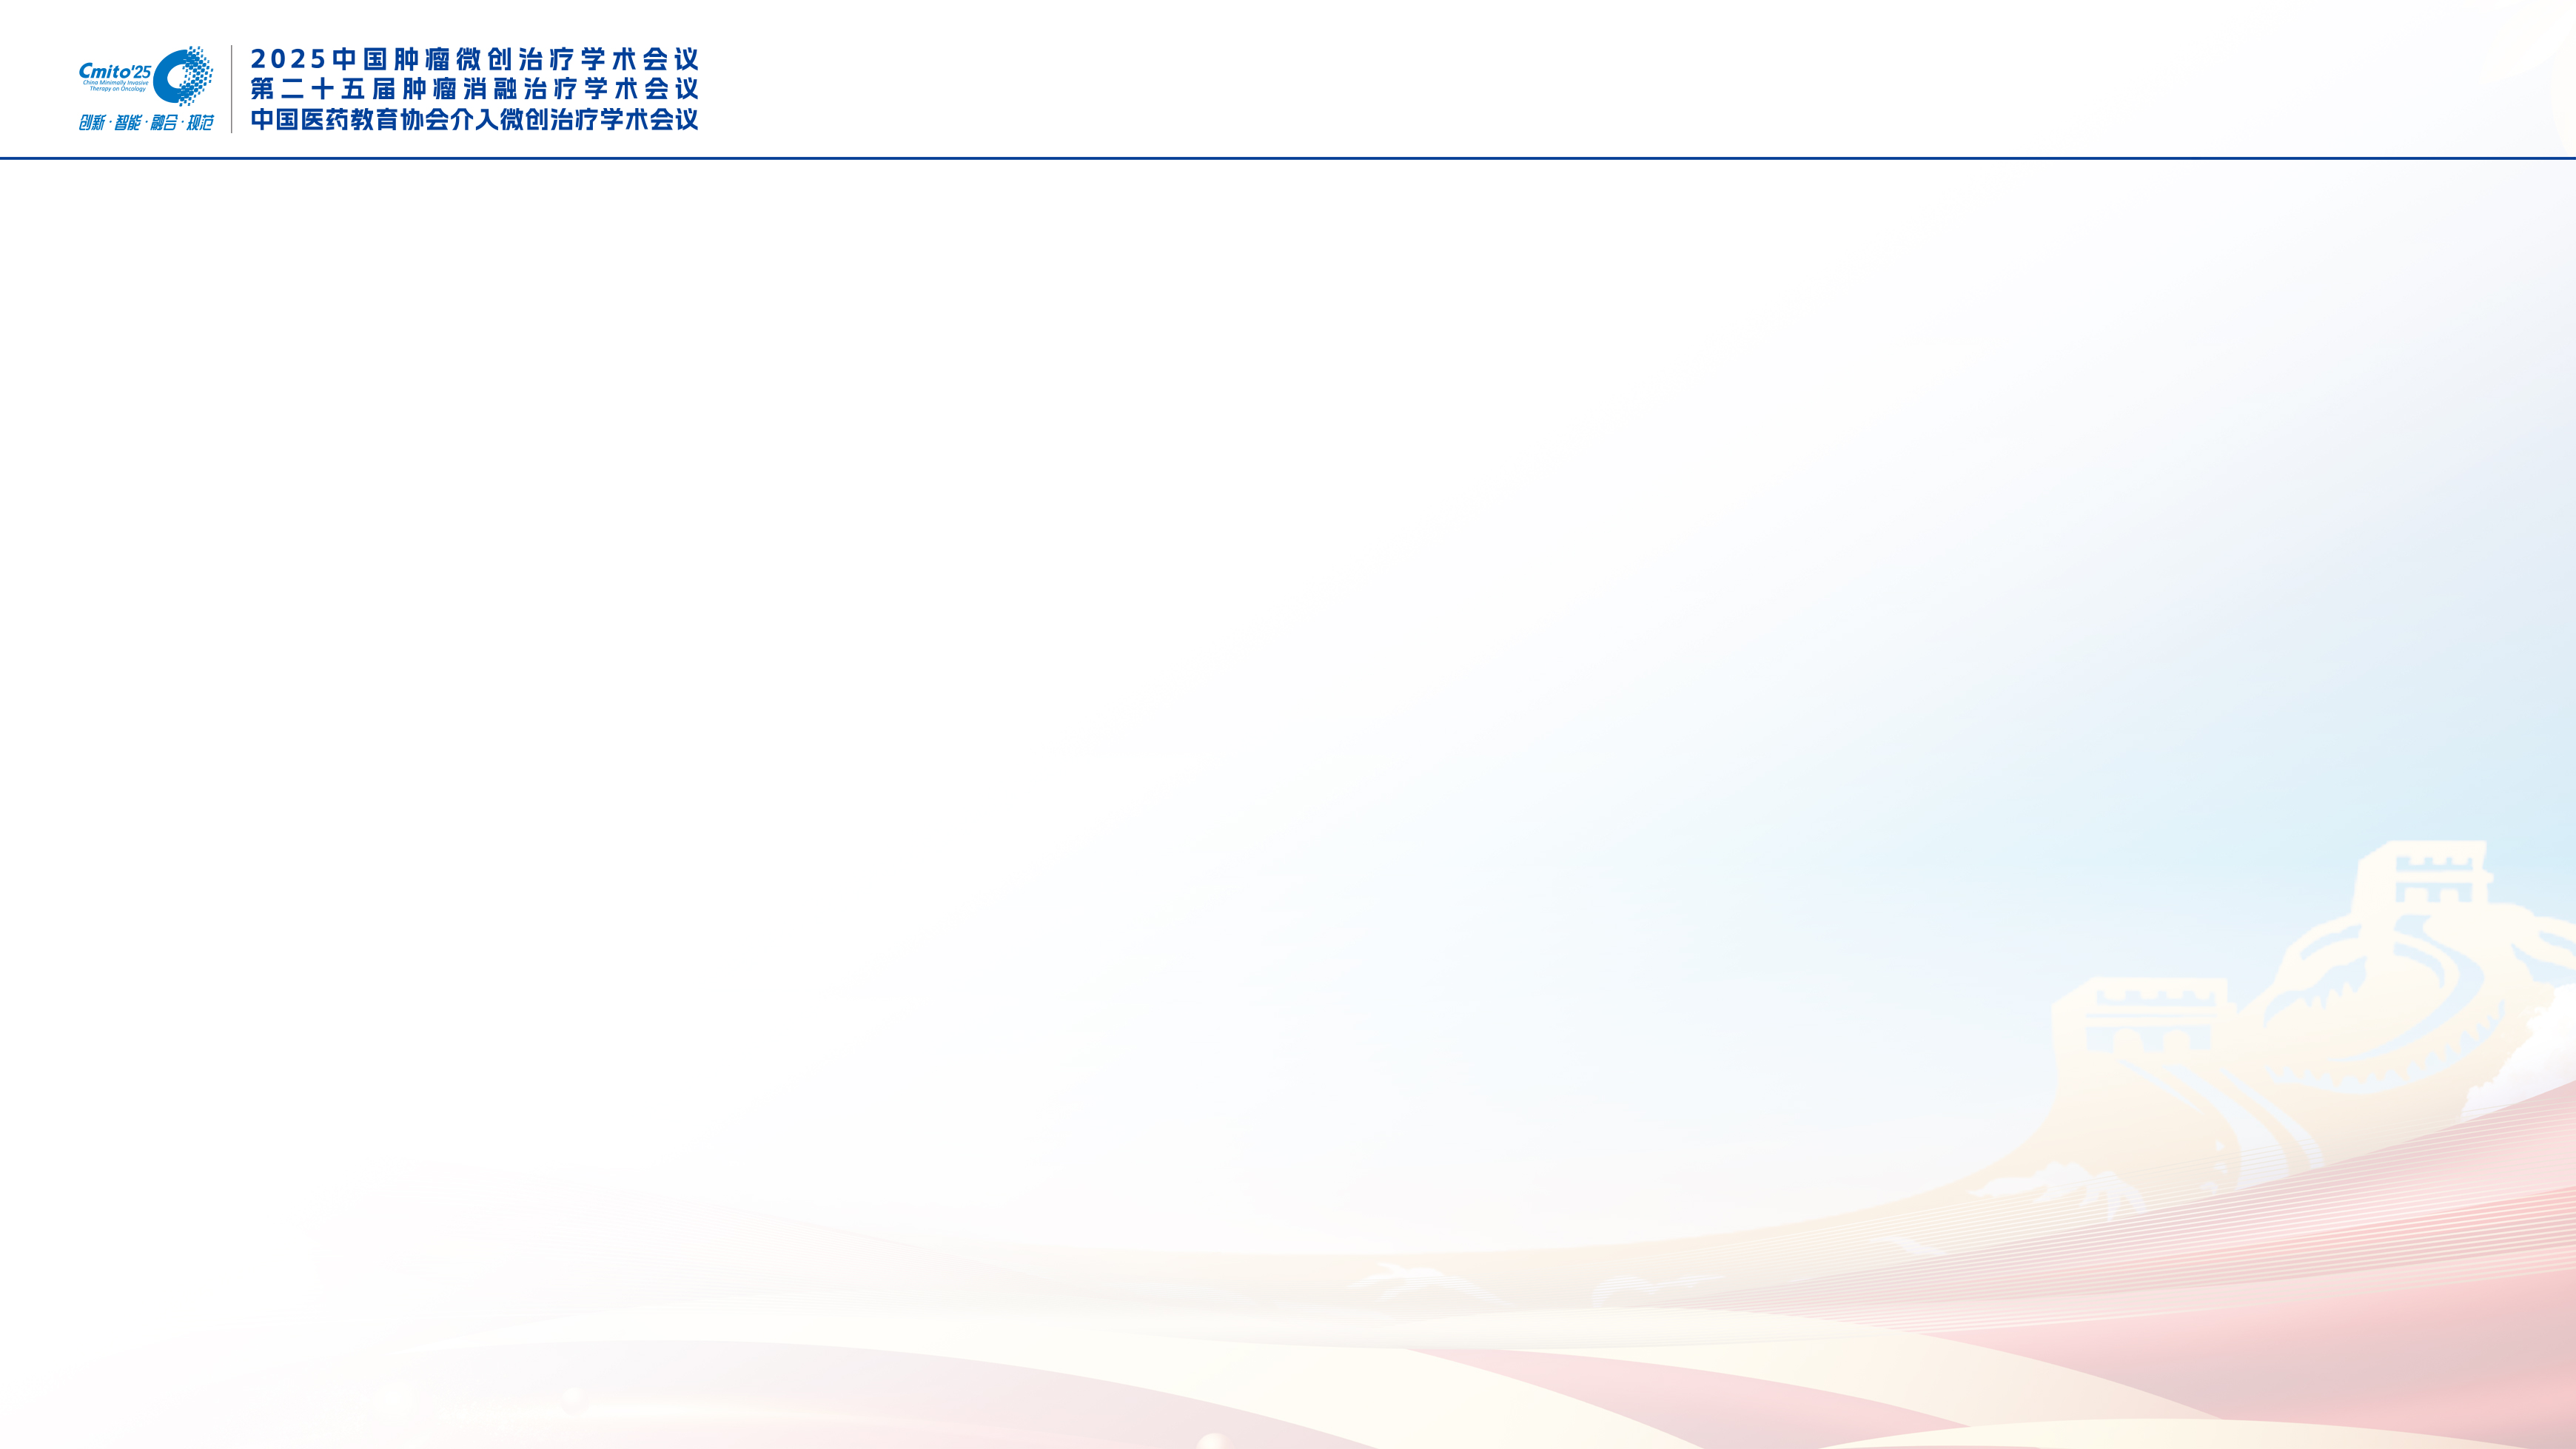 Cmito'25
China Minimally Invasive
Therapy on Oncology
创新·智能·融合·规范
2025中国肿瘤微创治疗学术会议
第二十五届肿瘤消融治疗学术会议
中国医药教育协会介入微创治疗学术会议